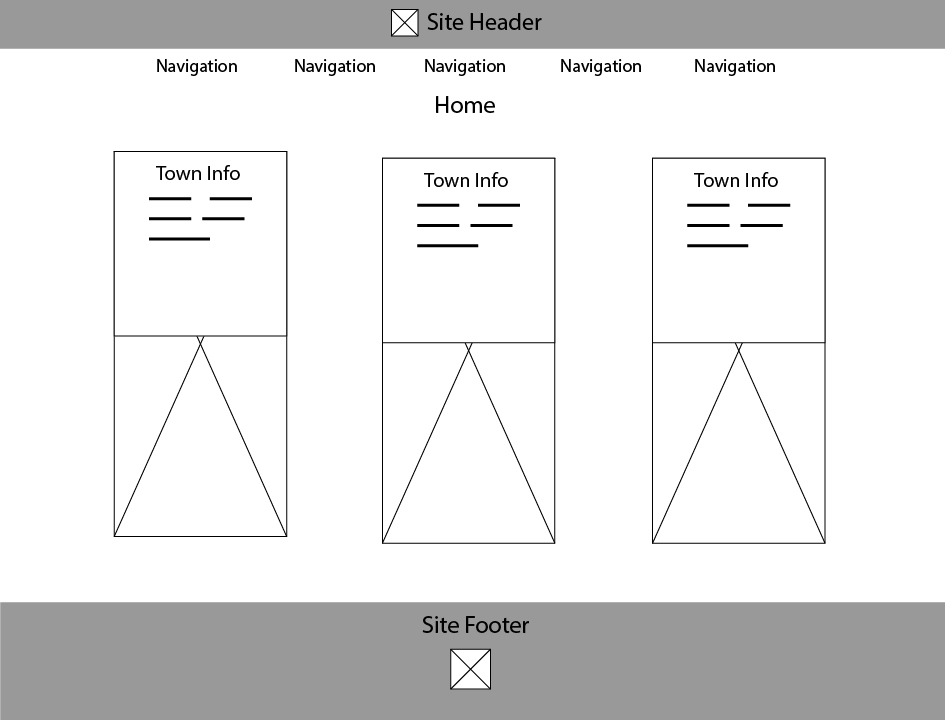 Site Header
Navigation Navigation Navigation Navigation Navigation
Home
Town Info
Town Info
Town Info
Site Footer